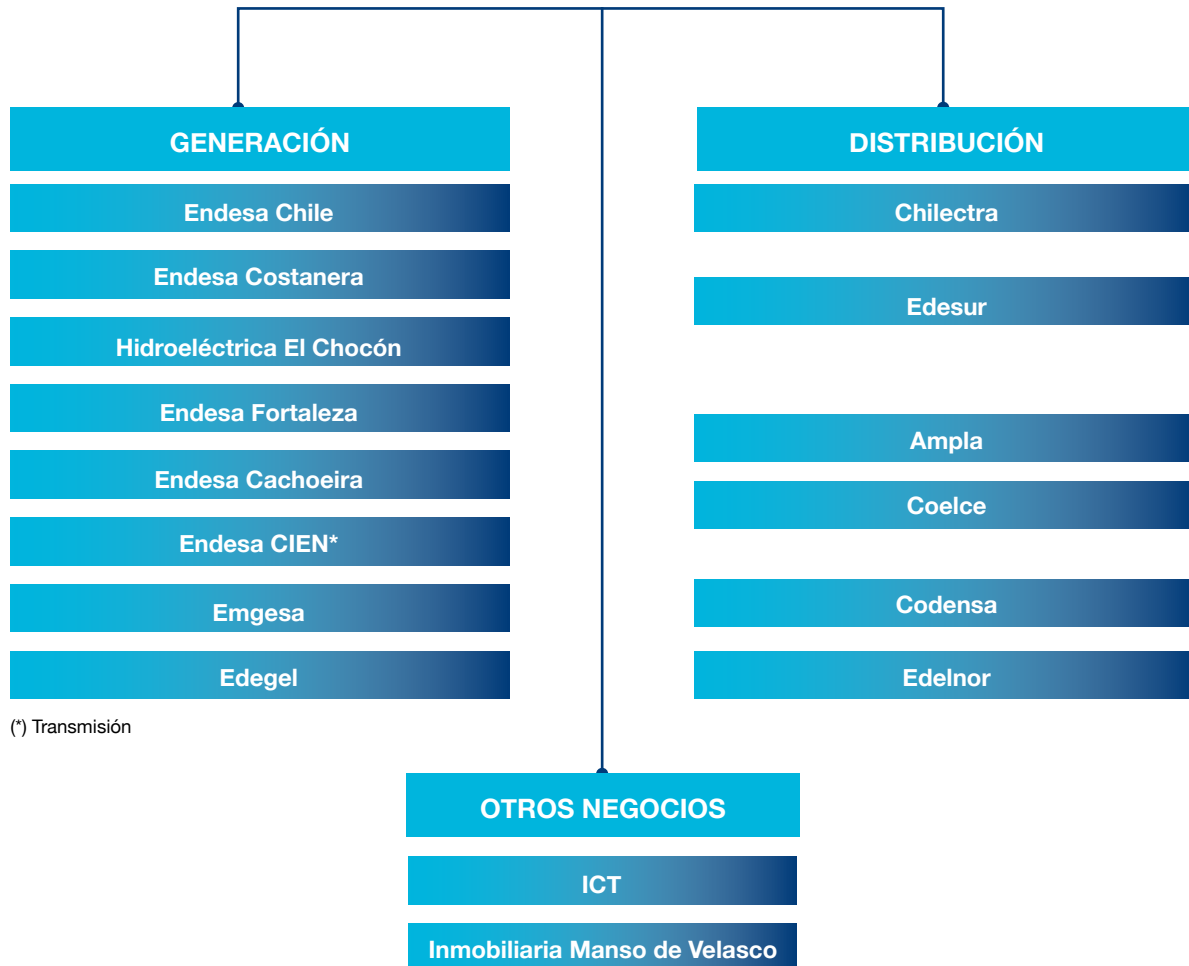 GENERACIÓN
Endesa Chile
Endesa Costanera
Hidroeléctrica El Chocón
Endesa Fortaleza
Endesa Cachoeira
Endesa CIEN*
Emgesa
Edegel
(*) Transmisión
DISTRIBUCIÓN
Chilectra
Edesur
Ampla
Coelce
Codensa
Edelnor
OTROS NEGOCIOS
ICT
Inmobiliaria Manso de Velasco